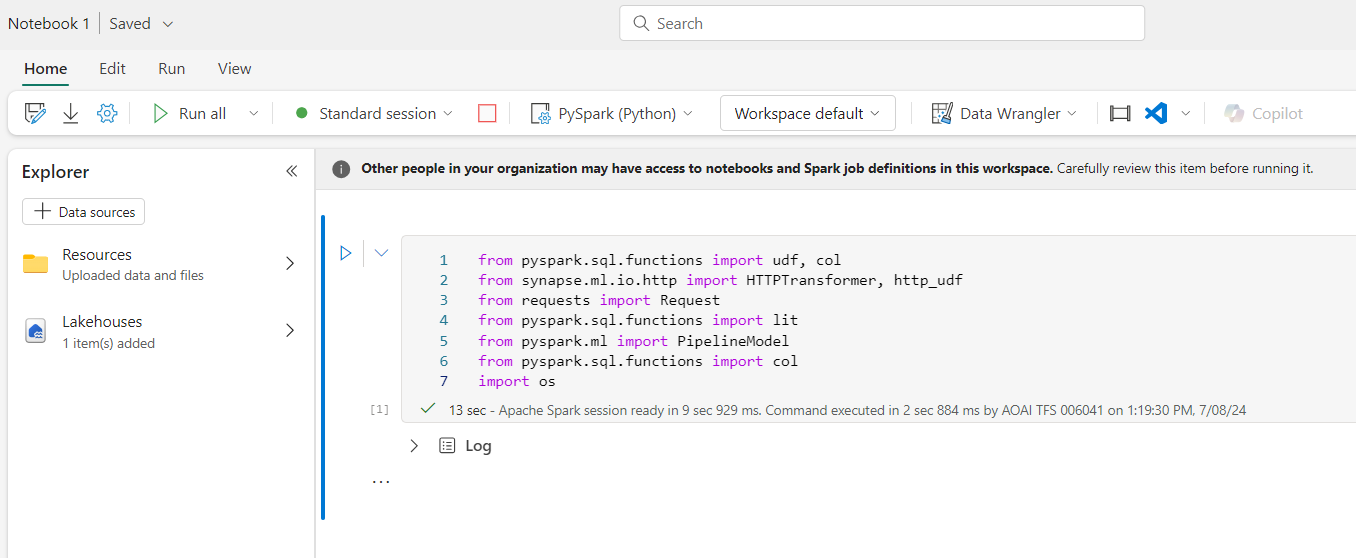 Notebook 1 Saved
Search
Home Edit Run View
Run all Standard session PySpark (Python) Workspace default Data Wrangler Copilot
Explorer
Other people in your organization may have access to notebooks and Spark job definitions in this workspace. Carefully review this item before running it.
Data sources
Resources
Uploaded data and files
Lakehouses
1 item(s) added
1 from pyspark.sql.functions import udf, col
2 from synapse.ml.io.http import HTTPTransformer, http_udf
3 from requests import Request
4 from pyspark.sql.functions import lit
5 from pyspark.ml import PipelineModel
6 from pyspark.sql.functions import col
7 import os
[1] 13 sec - Apache Spark session ready in 9 sec 929 ms. Command executed in 2 sec 884 ms by AOAI TFS 006041 on 1:19:30 PM, 7/08/24
Log
...